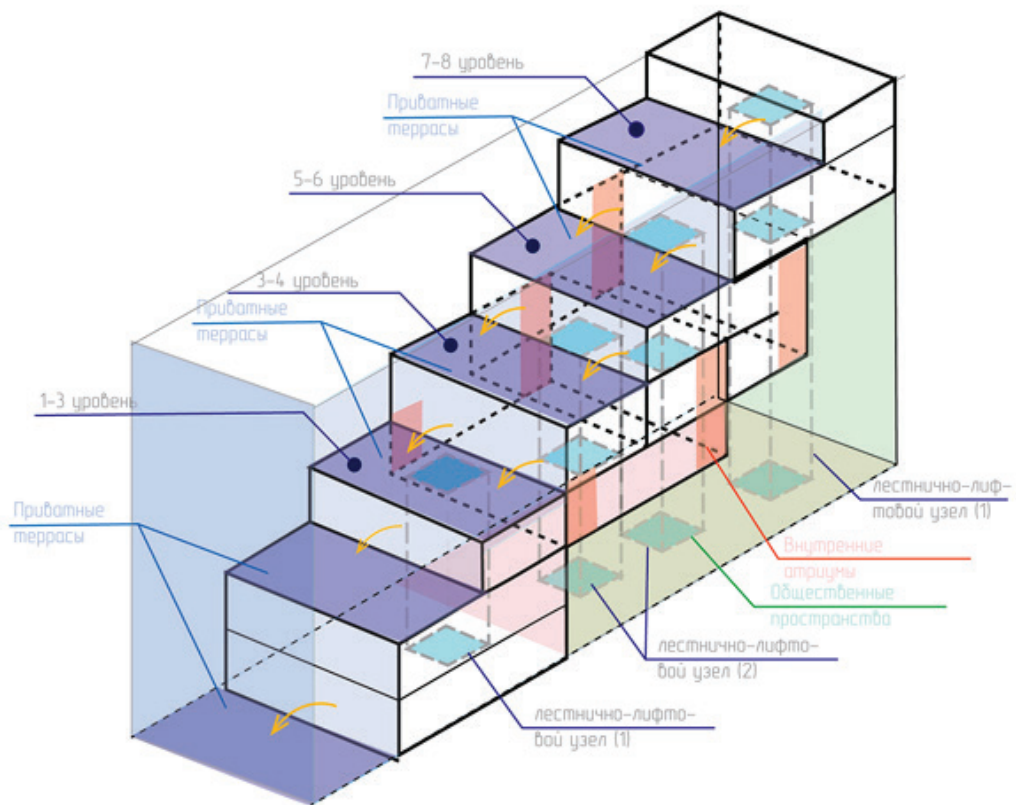 7-8 уровень
Приватные
террасы
5-6 уровень
3-4 уровень
Приватные
террасы
1-3 уровень
Приватные
террасы
лестнично-лиф-
товой узел (1)
Внутренние
атриумы
Общественные
пространства
лестнично-лифто-
вой узел (2)
лестнично-лифто-
вой узел (1)